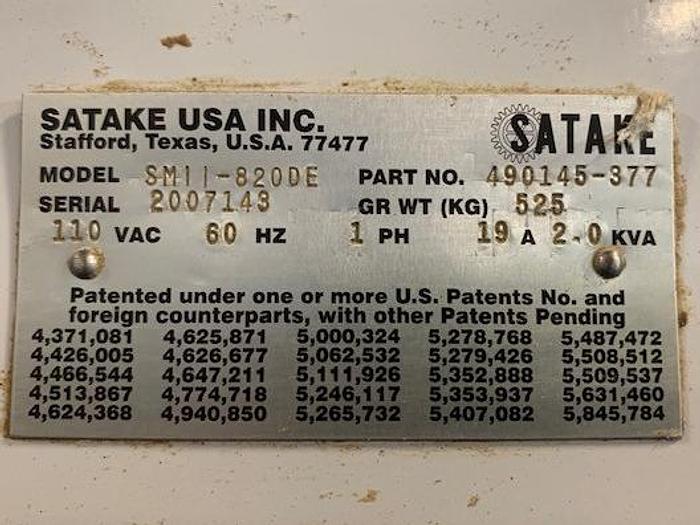 SATAKE USA INC.
Stafford, Texas, U.S.A. 77477
SATAKE
MODEL SMII-820DE PART NO. 490145-377
SERIAL 2007143 GR WT (KG) 525
110 VAC 60 HZ 1 PH 19 A 2.0 KVA
Patented under one or more U.S. Patents No. and
foreign counterparts, with other Patents Pending
4,371,081 4,625,871 5,000,324 5,278,768 5,487,472
4,426,005 4,626,677 5,062,532 5,279,426 5,508,512
4,466,544 4,647,211 5,111,926 5,352,888 5,509,537
4,513,867 4,774,718 5,246,117 5,353,937 5,631,460
4,624,368 4,940,850 5,265,732 5,407,082 5,845,784